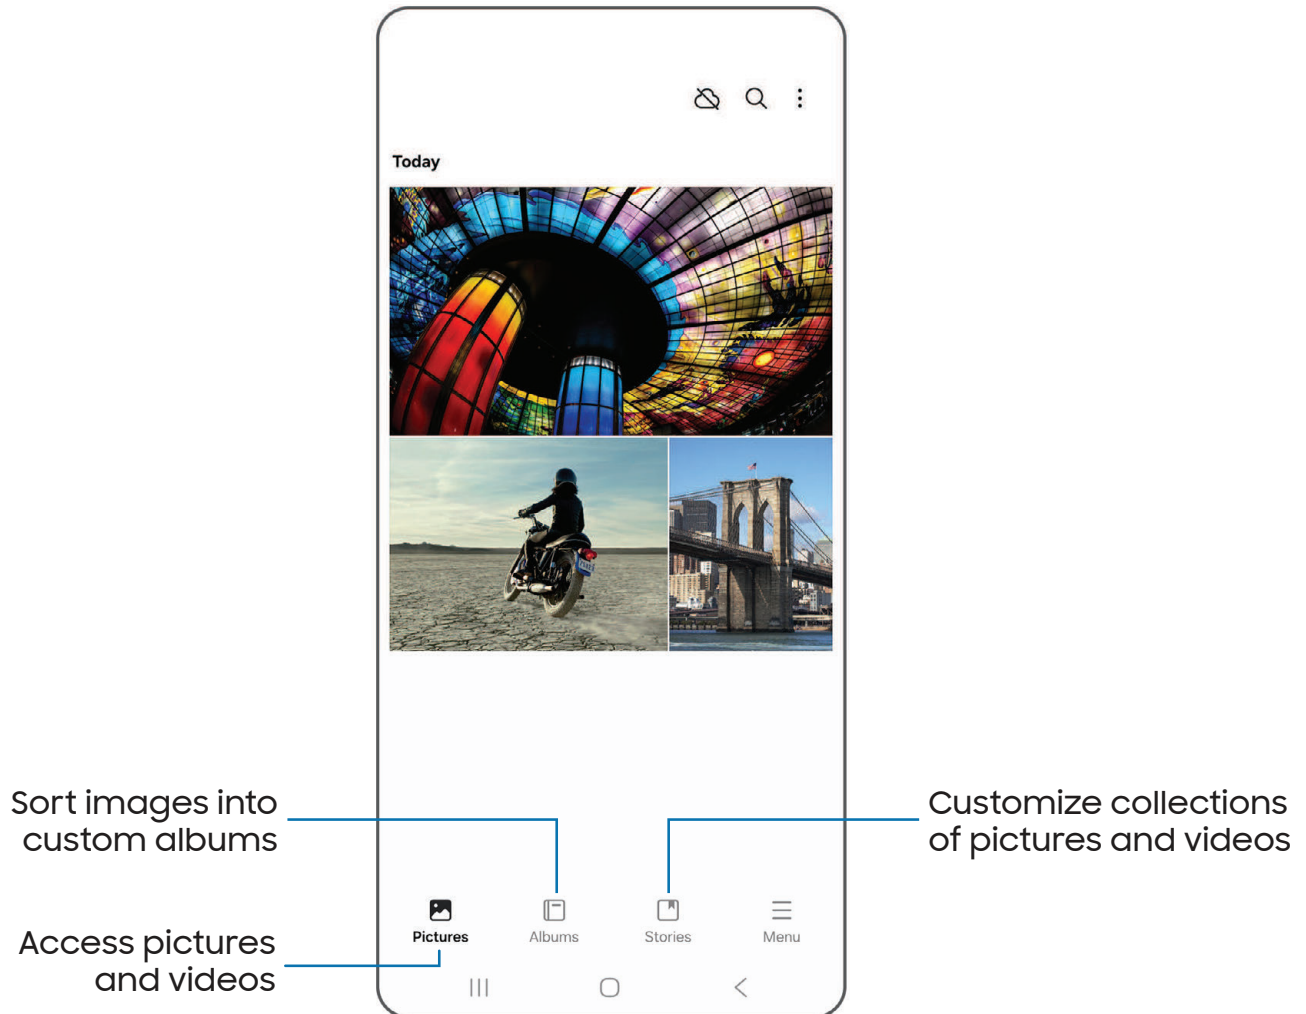 Today
Sort images into
custom albums
Customize collections
of pictures and videos
Pictures
Albums
Stories
Menu
Access pictures
and videos